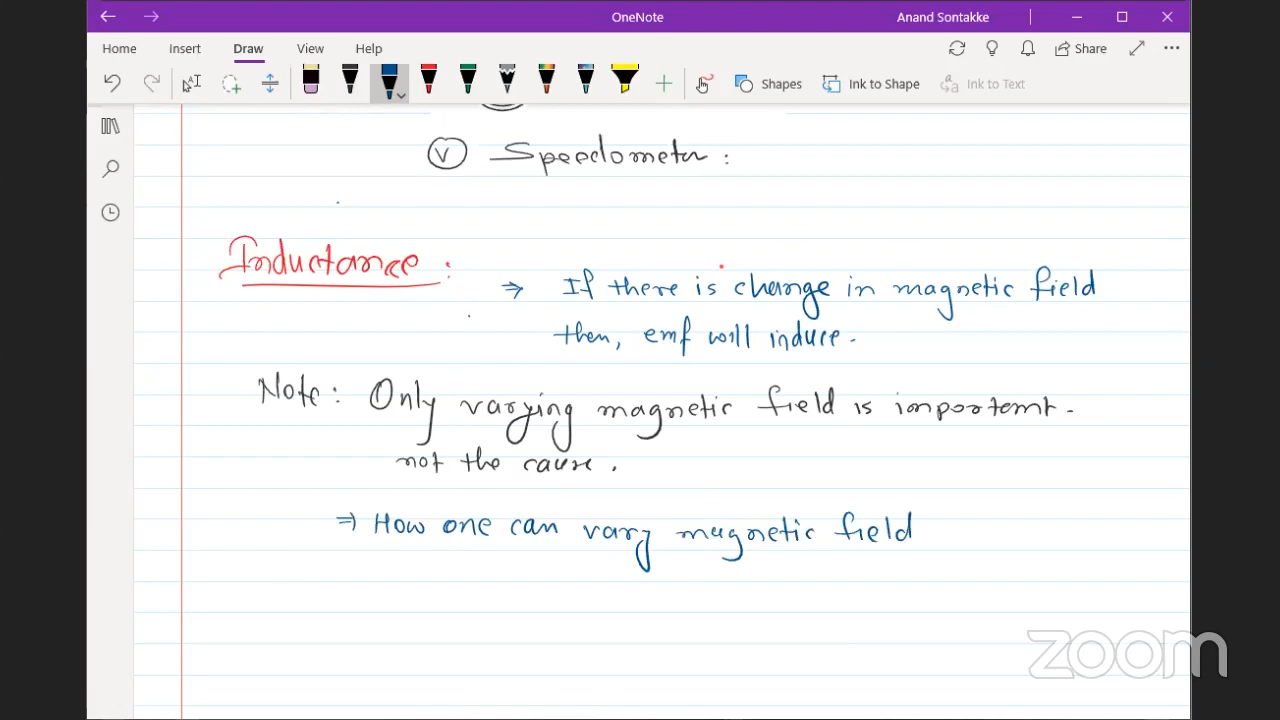 OneNote
Anand Sontakke
Home Insert Draw View Help
Share
Shapes
Ink to Shape
Ink to Text
v Speedometer :
Inductance :
⇒ If there is change in magnetic field
then, emf will induce.
Note: Only varying magnetic field is important.
not the cause.
⇒ How one can vary magnetic field
zoom